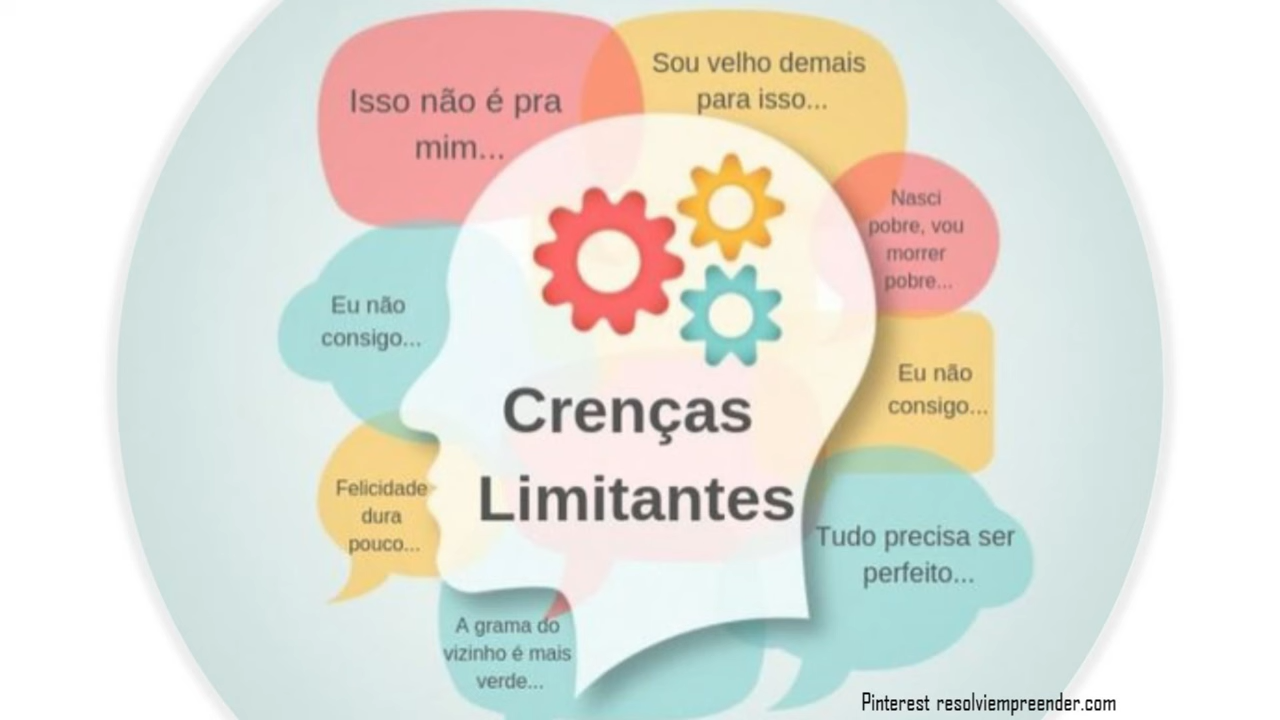 Isso não é pra
mim...
Sou velho demais
para isso...
Nasci
pobre, vou
morrer
pobre...
Eu não
consigo...
Eu não
consigo...
Crenças
Limitantes
Felicidade
dura
pouco...
Tudo precisa ser
perfeito...
A grama do
vizinho é mais
verde...
Pinterest resolviempreender.com